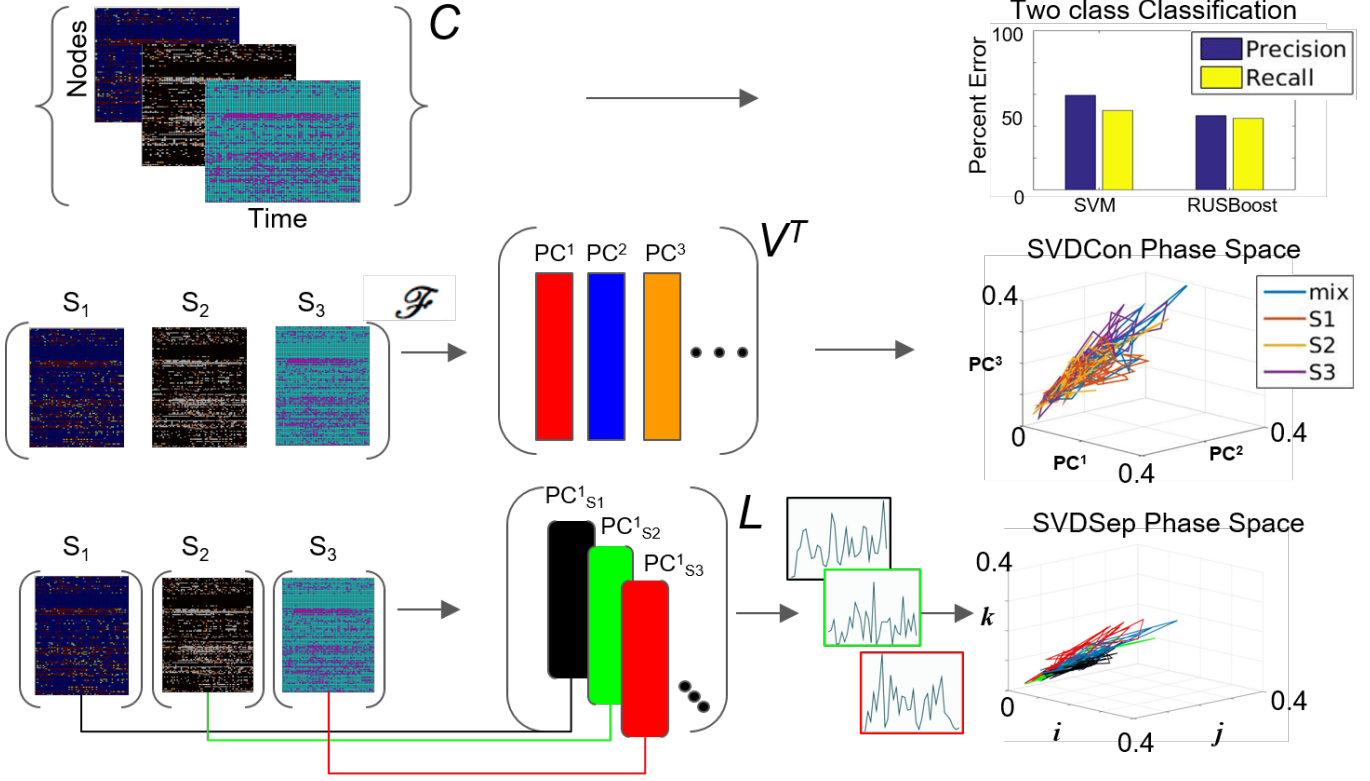 Nodes
C
Time
Two class Classification
Percent Error
100
50
0
Precision
Recall
SVM
RUSBoost
S1
S2
S3
ℱ
PC1
PC2
PC3
V^T
SVDCon Phase Space
0.4
PC3
0
PC1
0.4
PC2
0.4
mix
S1
S2
S3
S1
S2
S3
PC1S1
PC1S2
PC1S3
L
SVDSep Phase Space
0.4
k
0
i
0.4
j
0.4